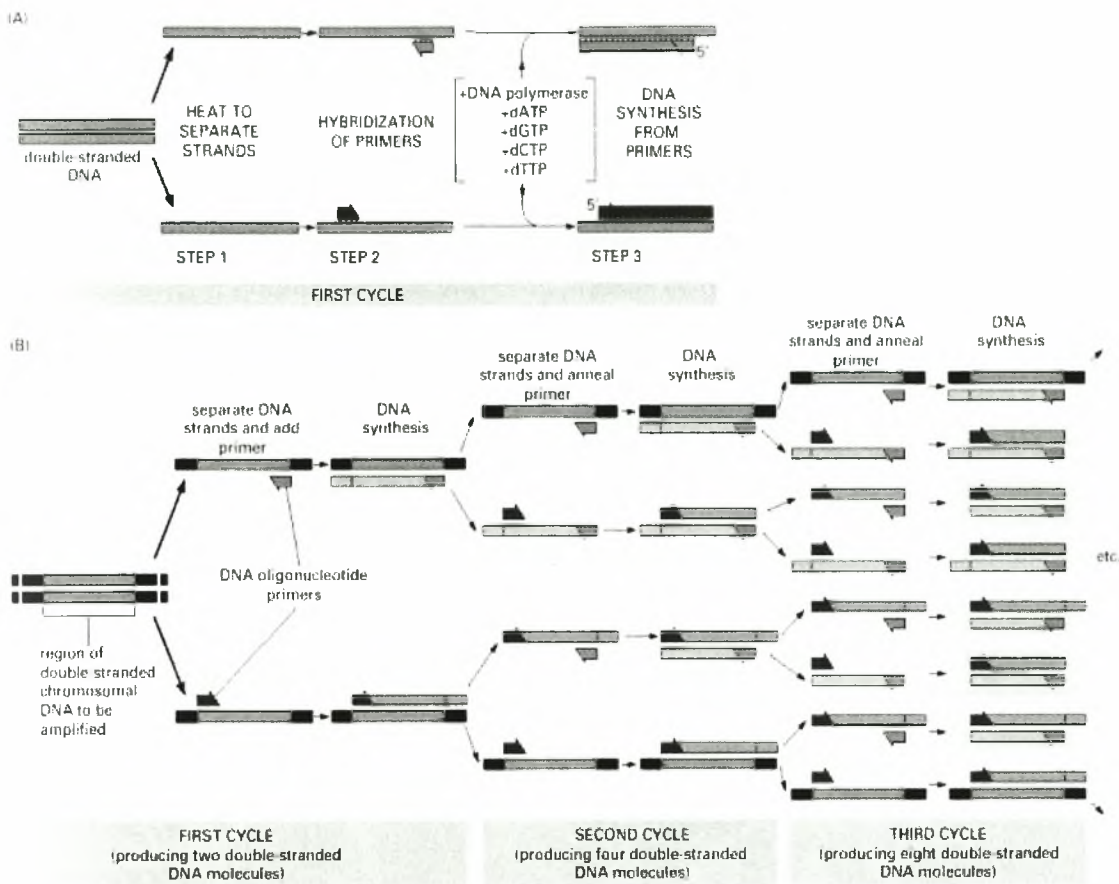 (A)
HEAT TO
SEPARATE
STRANDS
HYBRIDIZATION
OF PRIMERS
+DNA polymerase
+dATP
+dGTP
+dCTP
+dTTP
DNA
SYNTHESIS
FROM
PRIMERS
5´
double-stranded
DNA
5´
STEP 1
STEP 2
STEP 3
FIRST CYCLE
(B)
separate DNA
strands and add
primer
DNA
synthesis
separate DNA
strands and anneal
primer
DNA
synthesis
separate DNA
strands and anneal
primer
DNA
synthesis
DNA oligonucleotide
primers
etc.
region of
double stranded
chromosomal
DNA to be
amplified
FIRST CYCLE
(producing two double-stranded
DNA molecules)
SECOND CYCLE
(producing four double-stranded
DNA molecules)
THIRD CYCLE
(producing eight double-stranded
DNA molecules)